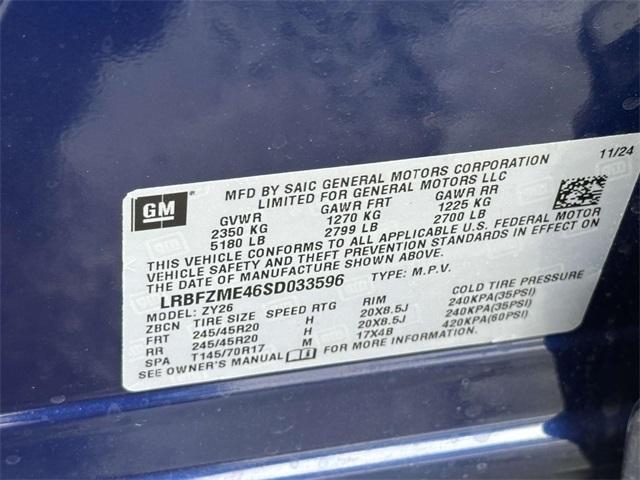 11/24
GM
MFD BY SAIC GENERAL MOTORS CORPORATION
LIMITED FOR GENERAL MOTORS LLC
GVWR GAWR FRT GAWR RR
2350 KG 1270 KG 1225 KG
5180 LB 2799 LB 2700 LB
THIS VEHICLE CONFORMS TO ALL APPLICABLE U.S. FEDERAL MOTOR
VEHICLE SAFETY AND THEFT PREVENTION STANDARDS IN EFFECT ON
THE DATE OF MANUFACTURE SHOWN ABOVE.
LRBFZME46SD033596 TYPE: M.P.V.
MODEL: ZY26
ZBCN TIRE SIZE SPEED RTG RIM COLD TIRE PRESSURE
FRT 245/45R20 H 20X8.5J 240KPA(35PSI)
RR 245/45R20 H 20X8.5J 240KPA(35PSI)
SPA T145/70R17 M 17X4B 420KPA(60PSI)
SEE OWNER'S MANUAL FOR MORE INFORMATION.